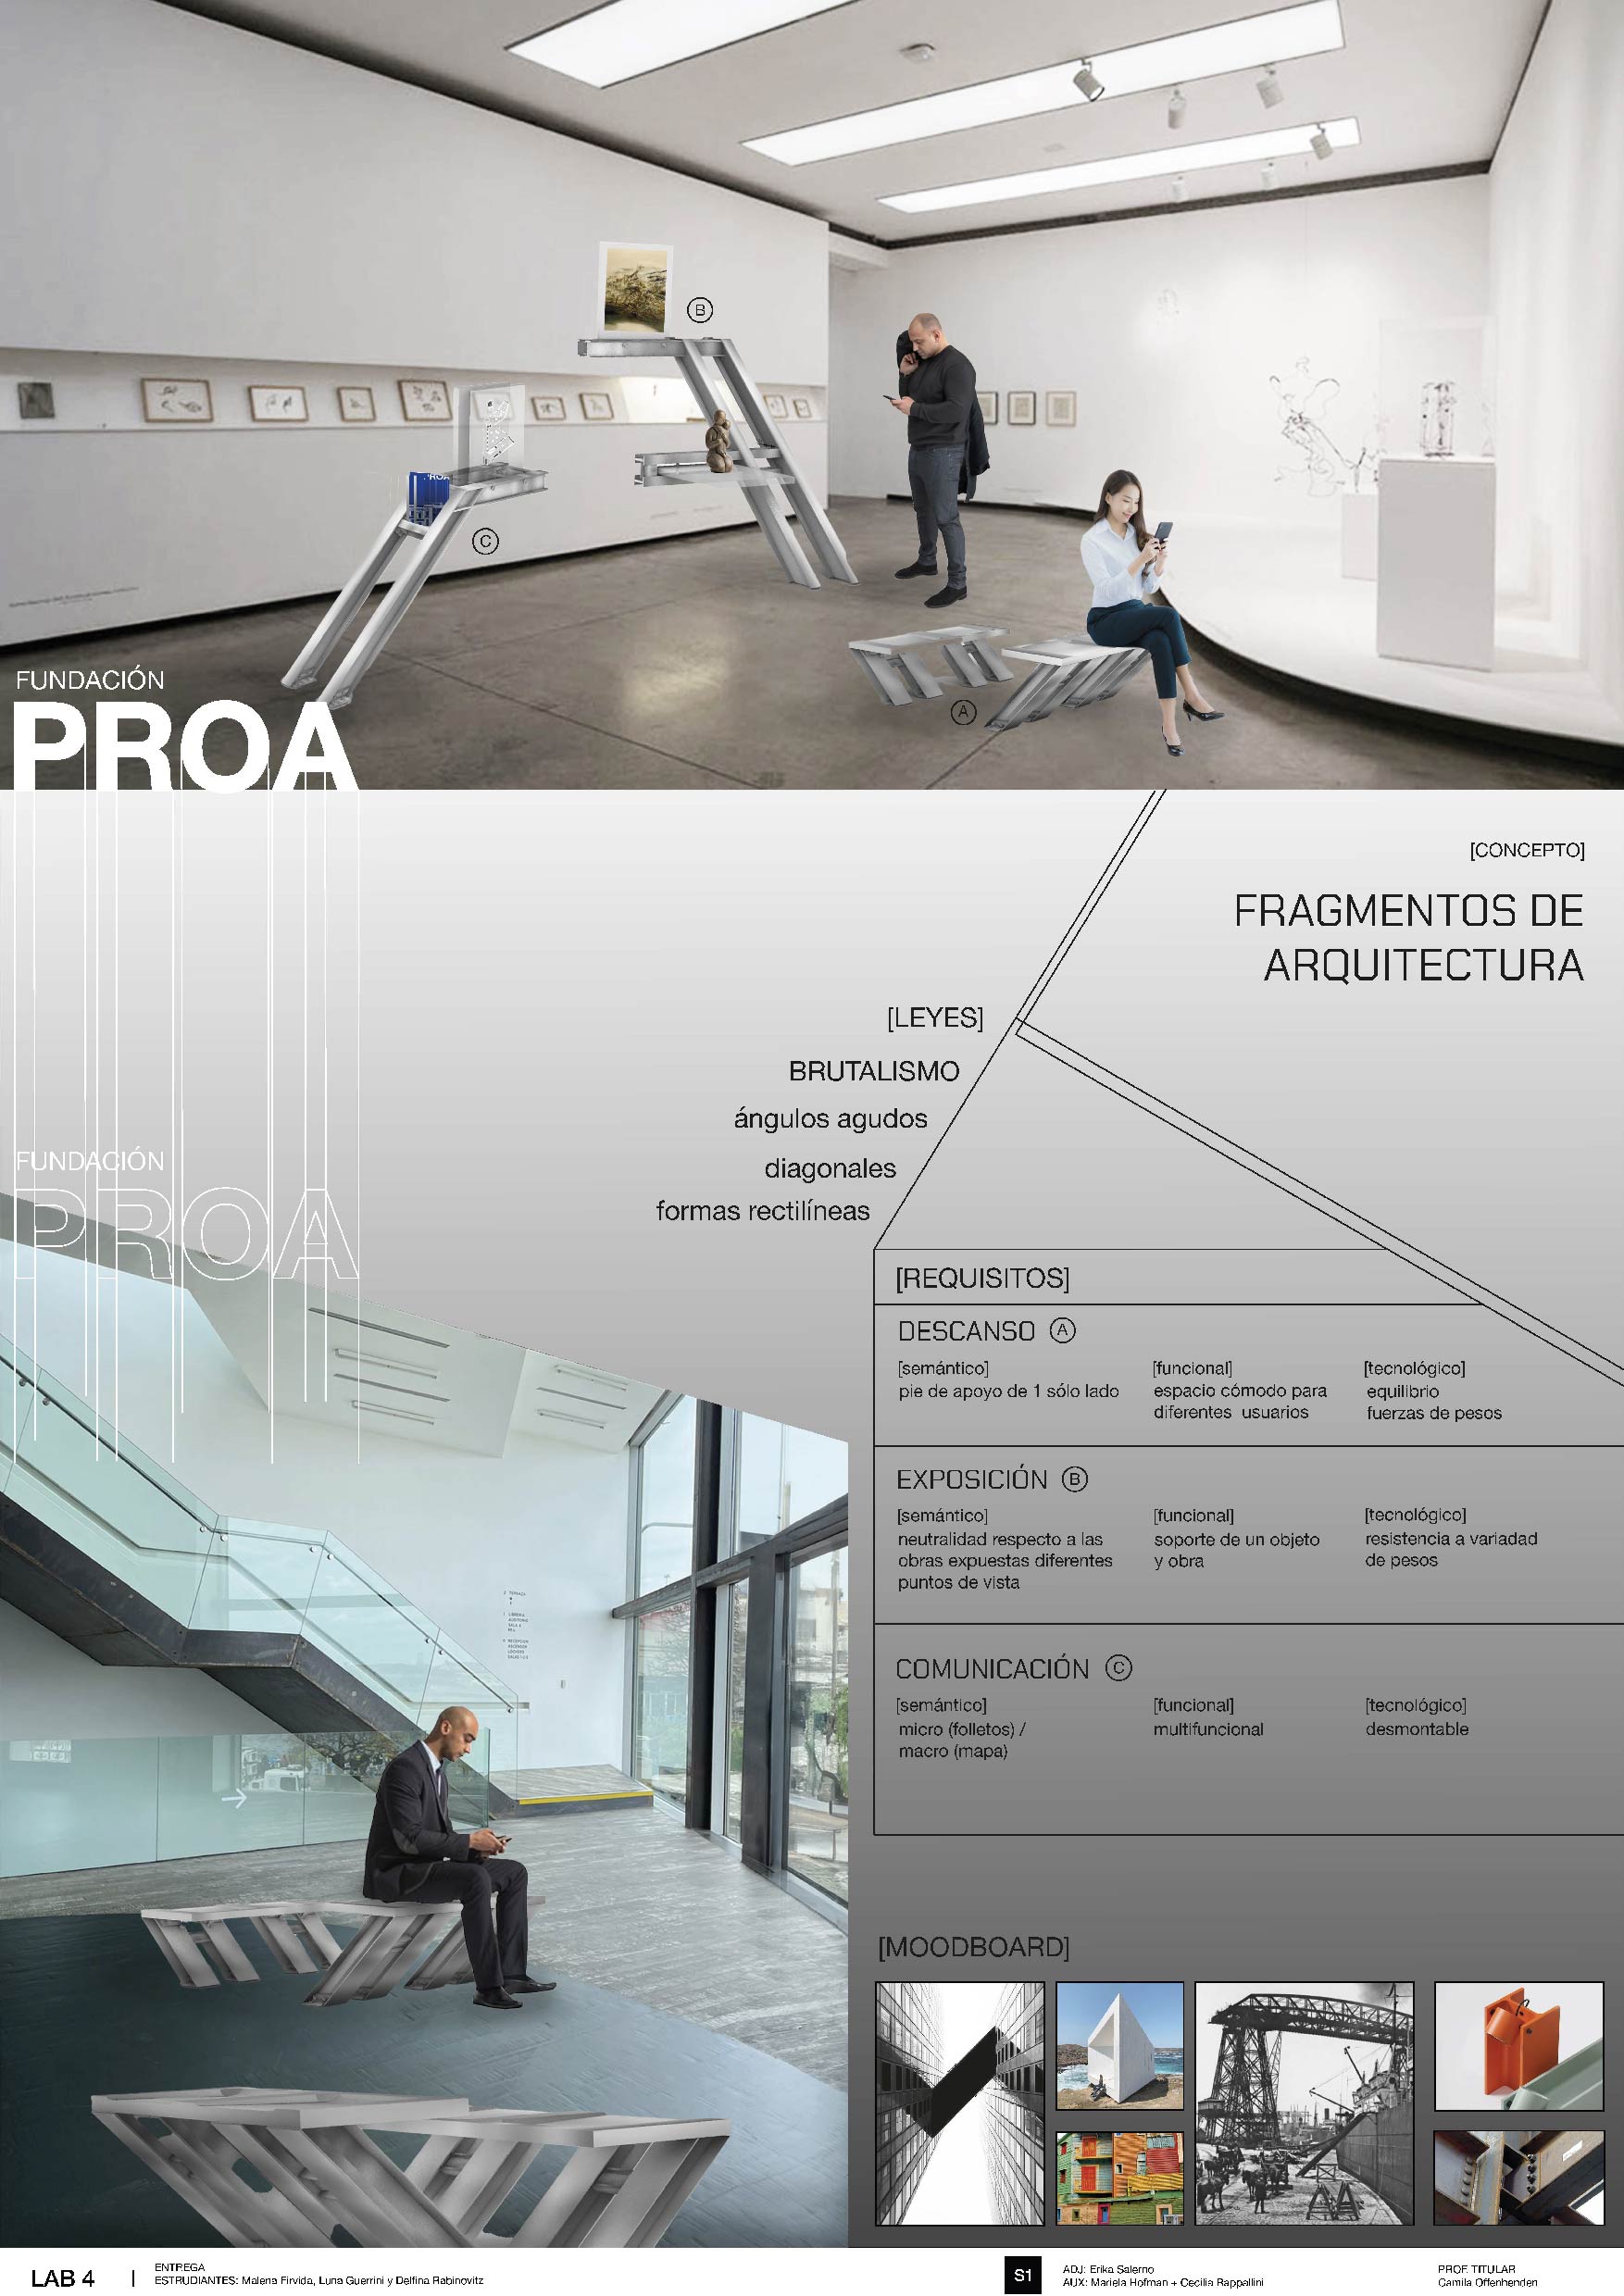 B
C
PROA
A
FUNDACIÓN
PROA
[CONCEPTO]
FRAGMENTOS DE
ARQUITECTURA
[LEYES]
BRUTALISMO
ángulos agudos
diagonales
formas rectilíneas
FUNDACIÓN
PROA
[REQUISITOS]
DESCANSO A
[semántico]
pie de apoyo de 1 sólo lado
[funcional]
espacio cómodo para
diferentes usuarios
[tecnológico]
equilibrio
fuerzas de pesos
EXPOSICIÓN B
[semántico]
neutralidad respecto a las
obras expuestas diferentes
puntos de vista
[funcional]
soporte de un objeto
y obra
[tecnológico]
resistencia a variadad
de pesos
COMUNICACIÓN C
[semántico]
micro (folletos) /
macro (mapa)
[funcional]
multifuncional
[tecnológico]
desmontable
[MOODBOARD]
LAB 4 |
ENTREGA
ESTRUDIANTES: Malena Firvida, Luna Guerrini y Delfina Rabinovitz
S1
ADJ: Erika Salerno
AUX: Mariela Hofman + Cecilia Rappallini
PROF. TITULAR
Camila Offenhenden